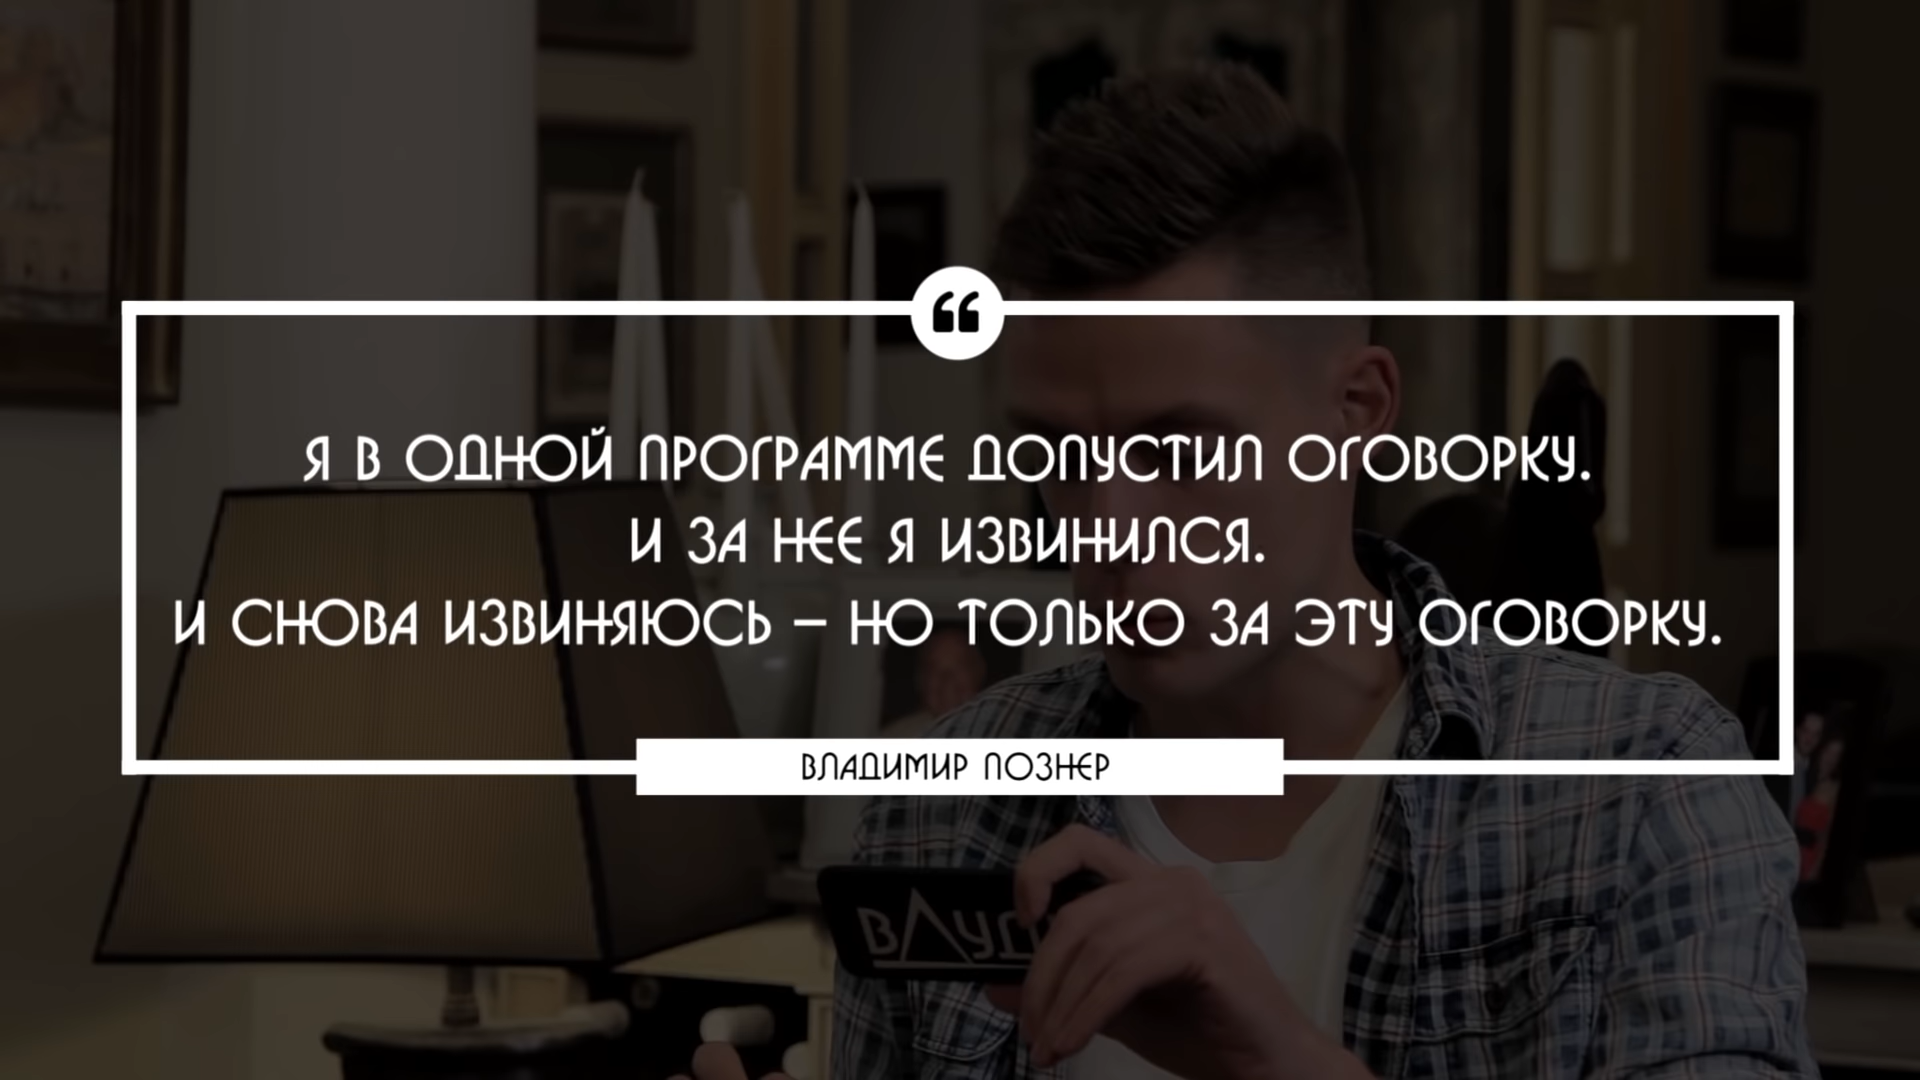 Я В ОДНОЙ ПРОГРАММЕ ДОПУСТИЛ ОГОВОРКУ.
И ЗА НЕЕ Я ИЗВИНИЛСЯ.
И СНОВА ИЗВИНЯЮСЬ – НО ТОЛЬКО ЗА ЭТУ ОГОВОРКУ.
ВЛАДИМИР ПОЗНЕР